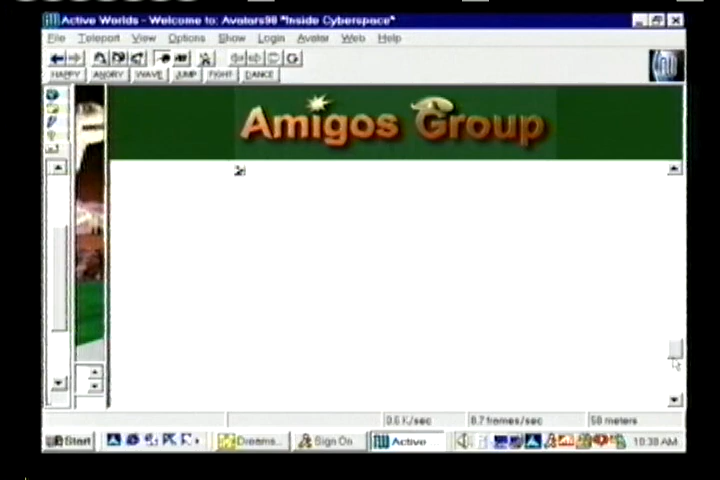 Active Worlds - Welcome to: Avatars98 "Inside Cyberspace"
File Teleport View Options Show Login Avatar Web Help
HAPPY ANGRY WAVE JUMP FIGHT DANCE
Amigos Group
0.6 K/sec 8.7 frames/sec 58 meters
Start Dreams... Sign On Active 10:38 AM